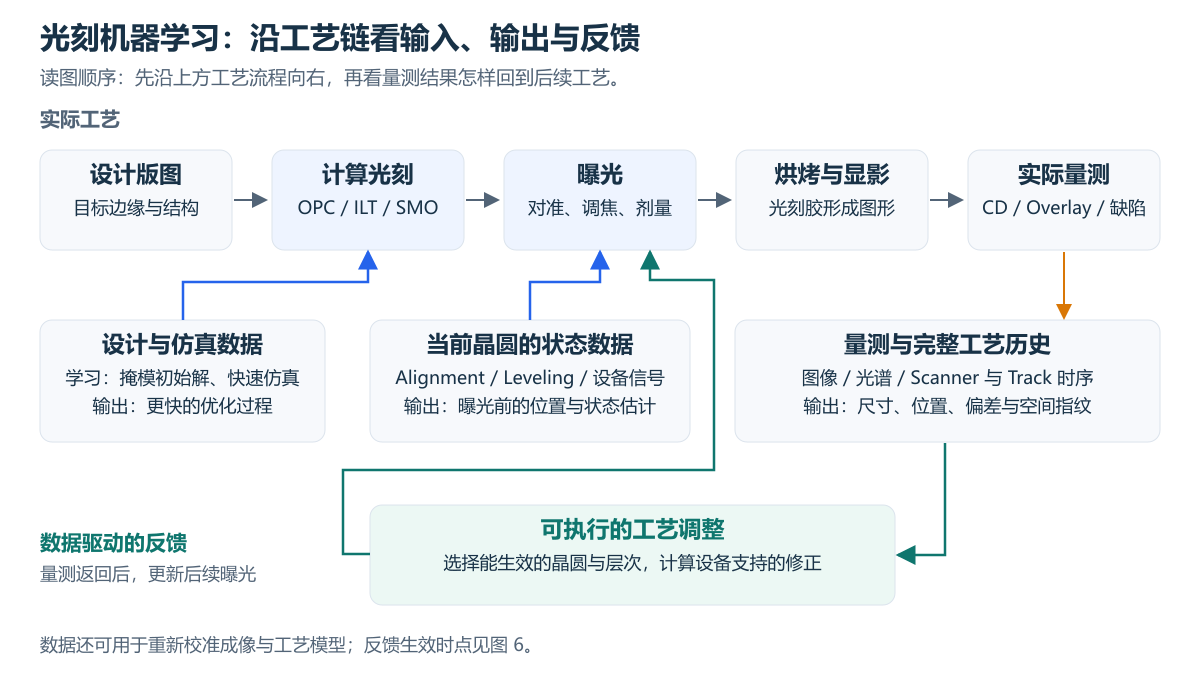 光刻机器学习：沿工艺链看输入、输出与反馈
读图顺序：先沿上方工艺流程向右，再看量测结果怎样回到后续工艺。
实际工艺
设计版图
目标边缘与结构
计算光刻
OPC / ILT / SMO
曝光
对准、调焦、剂量
烘烤与显影
光刻胶形成图形
实际量测
CD / Overlay / 缺陷
设计与仿真数据
学习：掩模初始解、快速仿真
输出：更快的优化过程
当前晶圆的状态数据
Alignment / Leveling / 设备信号
输出：曝光前的位置与状态估计
量测与完整工艺历史
图像 / 光谱 / Scanner 与 Track 时序
输出：尺寸、位置、偏差与空间指纹
可执行的工艺调整
选择能生效的晶圆与层次，计算设备支持的修正
数据驱动的反馈
量测返回后，更新后续曝光
数据还可用于重新校准成像与工艺模型；反馈生效时点见图 6。